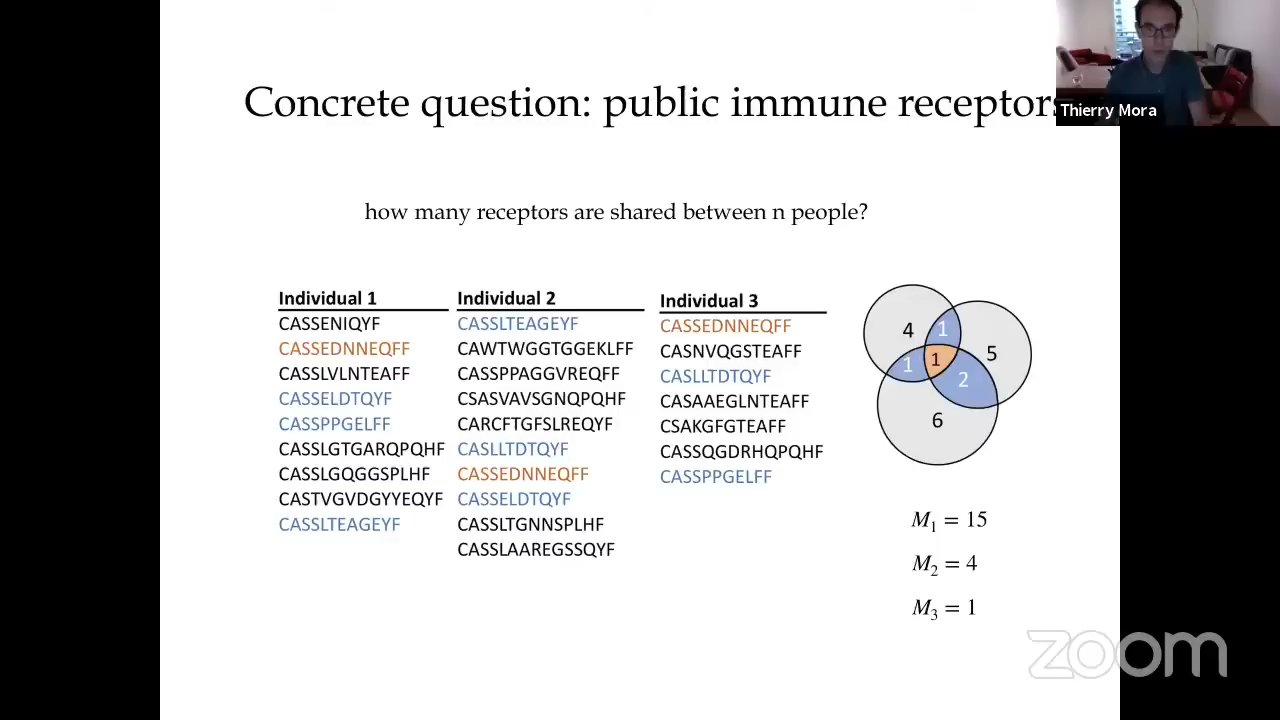 Concrete question: public immune receptors
Thierry Mora
how many receptors are shared between n people?
Individual 1
CASSENIQYF
CASSEDNNEQFF
CASSLVLNTEAFF
CASSELDTQYF
CASSPPGELFF
CASSLGTGARQPQHF
CASSLGQGGSPLHF
CASTVGVDGYYEQYF
CASSLTEAGEYF
Individual 2
CASSLTEAGEYF
CAWTWGGTGGEKLFF
CASSPPAGGVREQFF
CSASVAVSGNQPQHF
CARCFTGFSLREQYF
CASLLTDTQYF
CASSEDNNEQFF
CASSELDTQYF
CASSLTGNNSPLHF
CASSLAAREGSSQYF
Individual 3
CASSEDNNEQFF
CASNVQGSTEAFF
CASLLTDTQYF
CASAAEGLNTEAFF
CSAKGFGTEAFF
CASSQGDRHQPQHF
CASSPPGELFF
4
1
5
1
1
2
6
M1 = 15
M2 = 4
M3 = 1
zoom